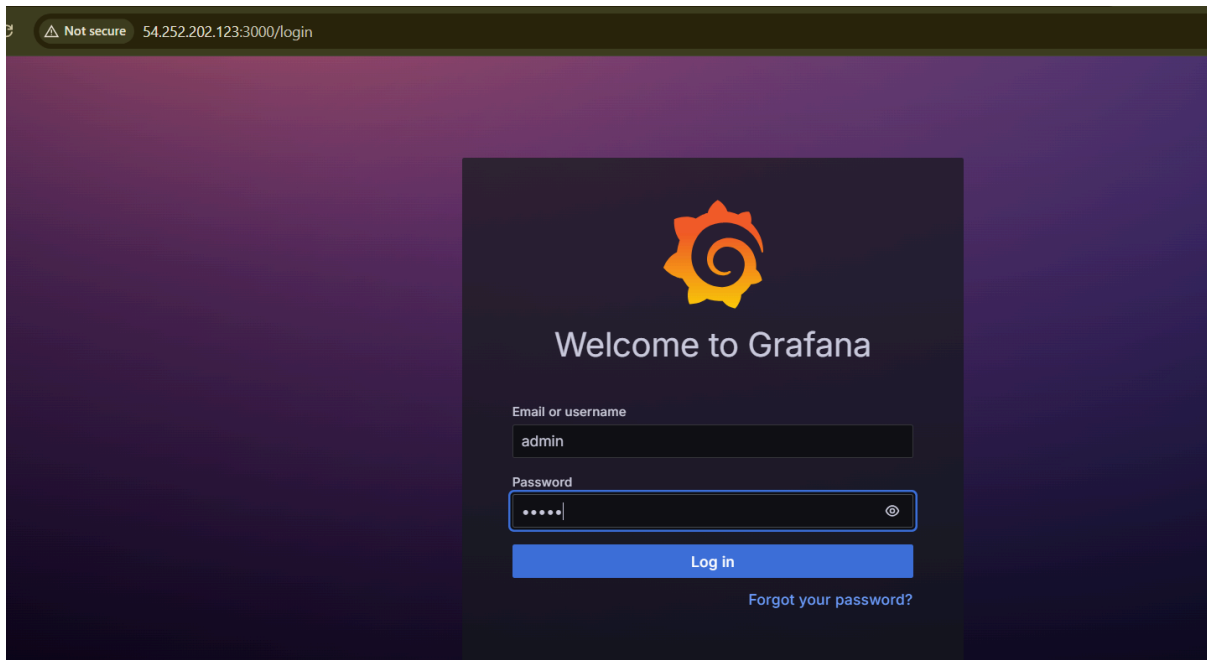 Not secure 54.252.202.123:3000/login
Welcome to Grafana
Email or username
admin
Password
•••••
Log in
Forgot your password?